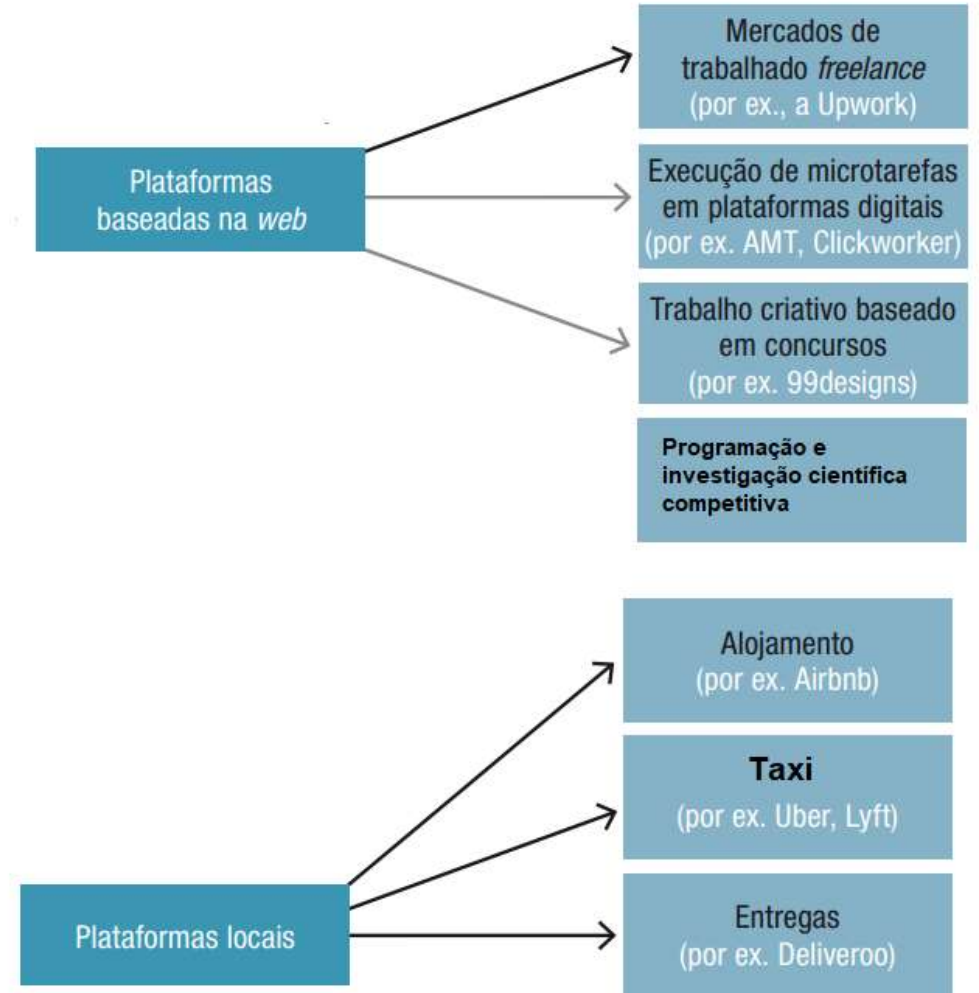 Mercados de
trabalhado freelance
(por ex., a Upwork)
Plataformas
baseadas na web
Execução de microtarefas
em plataformas digitais
(por ex. AMT, Clickworker)
Trabalho criativo baseado
em concursos
(por ex. 99designs)
Programação e
investigação científica
competitiva
Alojamento
(por ex. Airbnb)
Taxi
(por ex. Uber, Lyft)
Plataformas locais
Entregas
(por ex. Deliveroo)